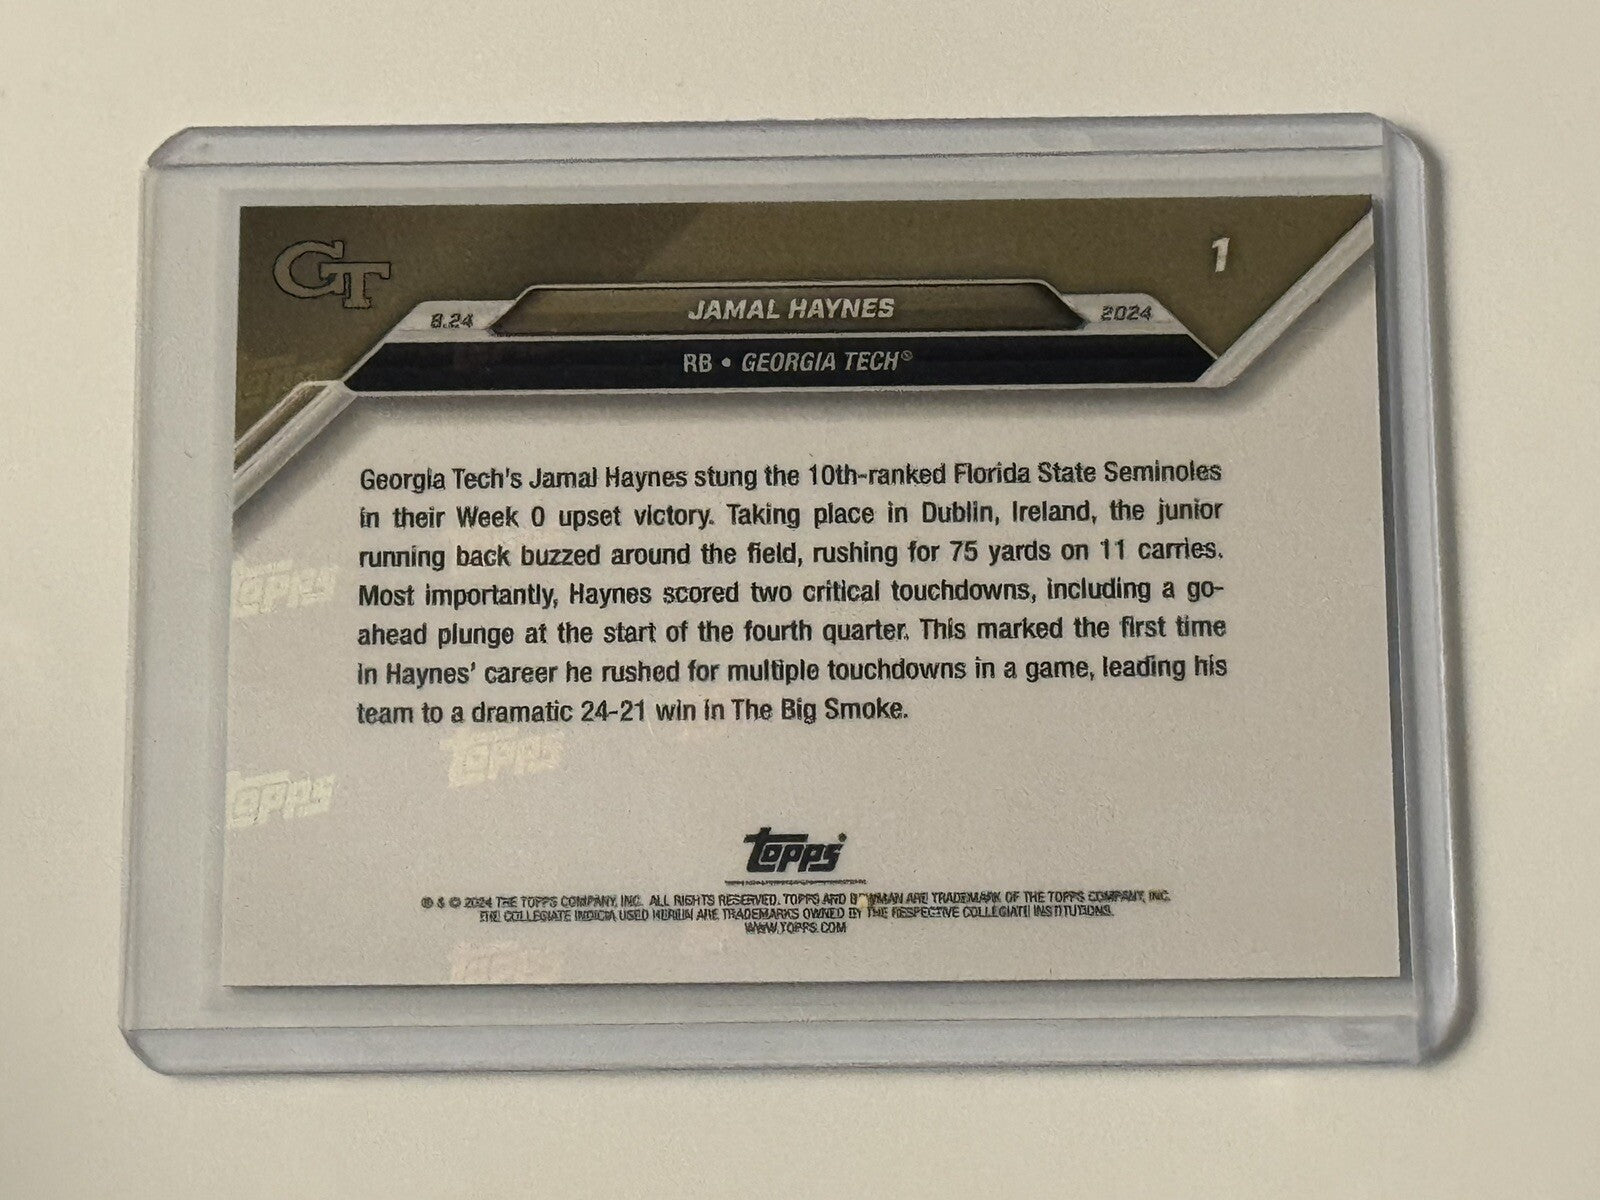 GT
1
8.24
JAMAL HAYNES
2024
RB • GEORGIA TECH®
Georgia Tech's Jamal Haynes stung the 10th-ranked Florida State Seminoles
in their Week 0 upset victory. Taking place in Dublin, Ireland, the junior
running back buzzed around the field, rushing for 75 yards on 11 carries.
Most importantly, Haynes scored two critical touchdowns, including a go-
ahead plunge at the start of the fourth quarter. This marked the first time
in Haynes' career he rushed for multiple touchdowns in a game, leading his
team to a dramatic 24-21 win in The Big Smoke.
Topps
Topps
Topps
Topps®
® & © 2024 THE TOPPS COMPANY, INC. ALL RIGHTS RESERVED. TOPPS AND BOWMAN ARE TRADEMARK OF THE TOPPS COMPANY, INC.
THE COLLEGIATE INDICIA USED HEREIN ARE TRADEMARKS OWNED BY THE RESPECTIVE COLLEGIATE INSTITUTIONS.
WWW.TOPPS.COM
Topps